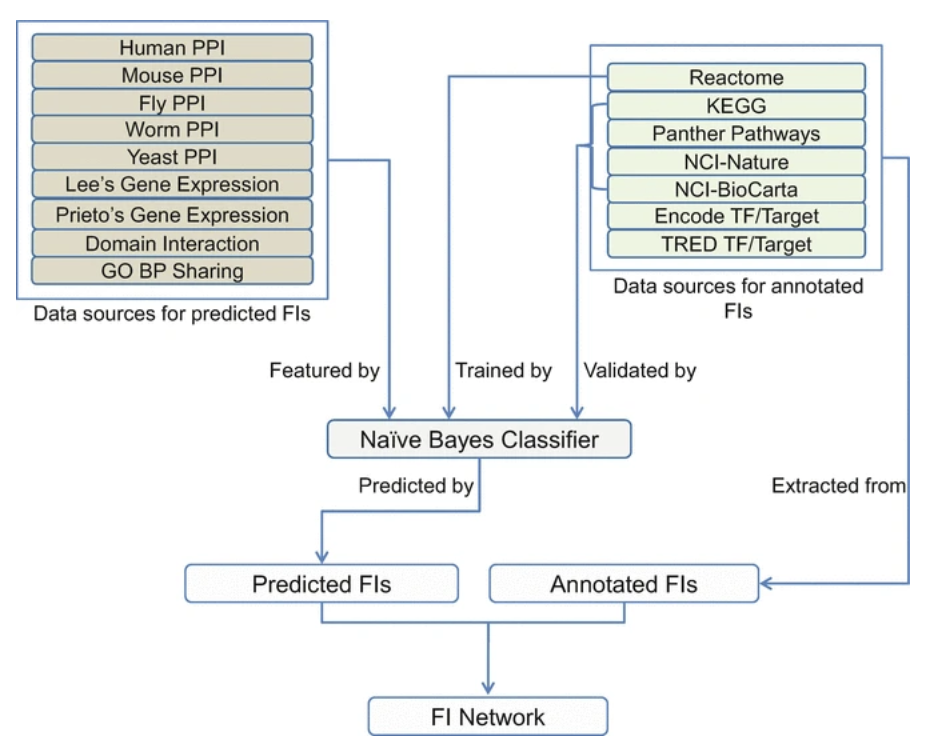 Human PPI
Mouse PPI
Fly PPI
Worm PPI
Yeast PPI
Lee's Gene Expression
Prieto's Gene Expression
Domain Interaction
GO BP Sharing
Data sources for predicted FIs
Reactome
KEGG
Panther Pathways
NCI-Nature
NCI-BioCarta
Encode TF/Target
TRED TF/Target
Data sources for annotated
FIs
Featured by
Trained by
Validated by
Naïve Bayes Classifier
Predicted by
Extracted from
Predicted FIs
Annotated FIs
FI Network